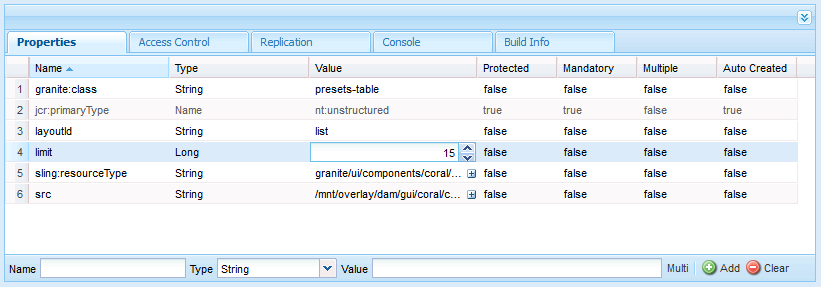 Properties Access Control Replication Console Build Info
Name Type Value Protected Mandatory Multiple Auto Created
1 granite:class String presets-table false false false false
2 jcr:primaryType Name nt:unstructured true true false true
3 layoutId String list false false false false
4 limit Long 15 false false false false
5 sling:resourceType String granite/ui/components/coral/... false false false false
6 src String /mnt/overlay/dam/gui/coral/c... false false false false
Name Type String Value Multi Add Clear